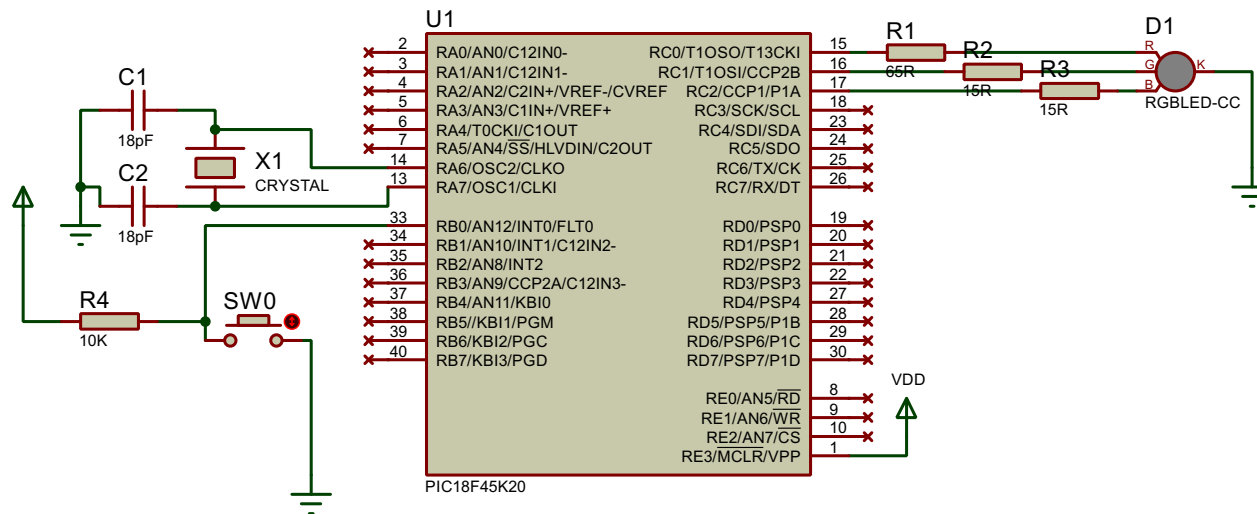 U1
2 RA0/AN0/C12IN0-
3 RA1/AN1/C12IN1-
4 RA2/AN2/C2IN+/VREF-/CVREF
5 RA3/AN3/C1IN+/VREF+
6 RA4/T0CKI/C1OUT
7 RA5/AN4/SS/HLVDIN/C2OUT
14 RA6/OSC2/CLKO
13 RA7/OSC1/CLKI
33 RB0/AN12/INT0/FLT0
34 RB1/AN10/INT1/C12IN2-
35 RB2/AN8/INT2
36 RB3/AN9/CCP2A/C12IN3-
37 RB4/AN11/KBI0
38 RB5//KBI1/PGM
39 RB6/KBI2/PGC
40 RB7/KBI3/PGD
RC0/T1OSO/T13CKI 15
RC1/T1OSI/CCP2B 16
RC2/CCP1/P1A 17
RC3/SCK/SCL 18
RC4/SDI/SDA 23
RC5/SDO 24
RC6/TX/CK 25
RC7/RX/DT 26
RD0/PSP0 19
RD1/PSP1 20
RD2/PSP2 21
RD3/PSP3 22
RD4/PSP4 27
RD5/PSP5/P1B 28
RD6/PSP6/P1C 29
RD7/PSP7/P1D 30
RE0/AN5/RD 8
RE1/AN6/WR 9
RE2/AN7/CS 10
RE3/MCLR/VPP 1
PIC18F45K20
C1
18pF
C2
18pF
X1
CRYSTAL
R4
10K
SW0
R1
65R
R2
15R
R3
15R
D1
R
G
B
K
RGBLED-CC
VDD